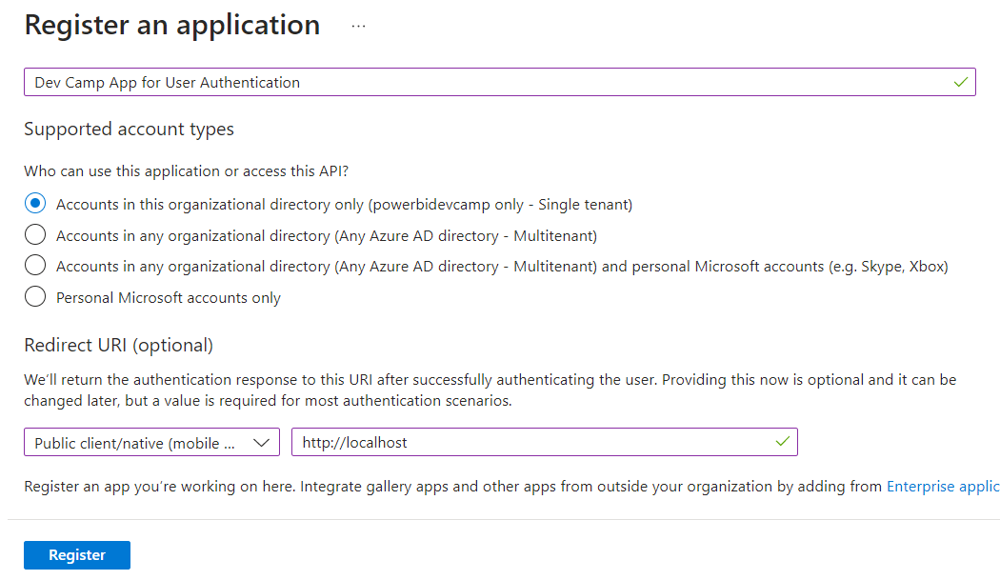 Register an application ...
Dev Camp App for User Authentication
Supported account types
Who can use this application or access this API?
Accounts in this organizational directory only (powerbidevcamp only - Single tenant)
Accounts in any organizational directory (Any Azure AD directory - Multitenant)
Accounts in any organizational directory (Any Azure AD directory - Multitenant) and personal Microsoft accounts (e.g. Skype, Xbox)
Personal Microsoft accounts only
Redirect URI (optional)
We’ll return the authentication response to this URI after successfully authenticating the user. Providing this now is optional and it can be
changed later, but a value is required for most authentication scenarios.
Public client/native (mobile ... http://localhost
Register an app you’re working on here. Integrate gallery apps and other apps from outside your organization by adding from Enterprise applic
Register